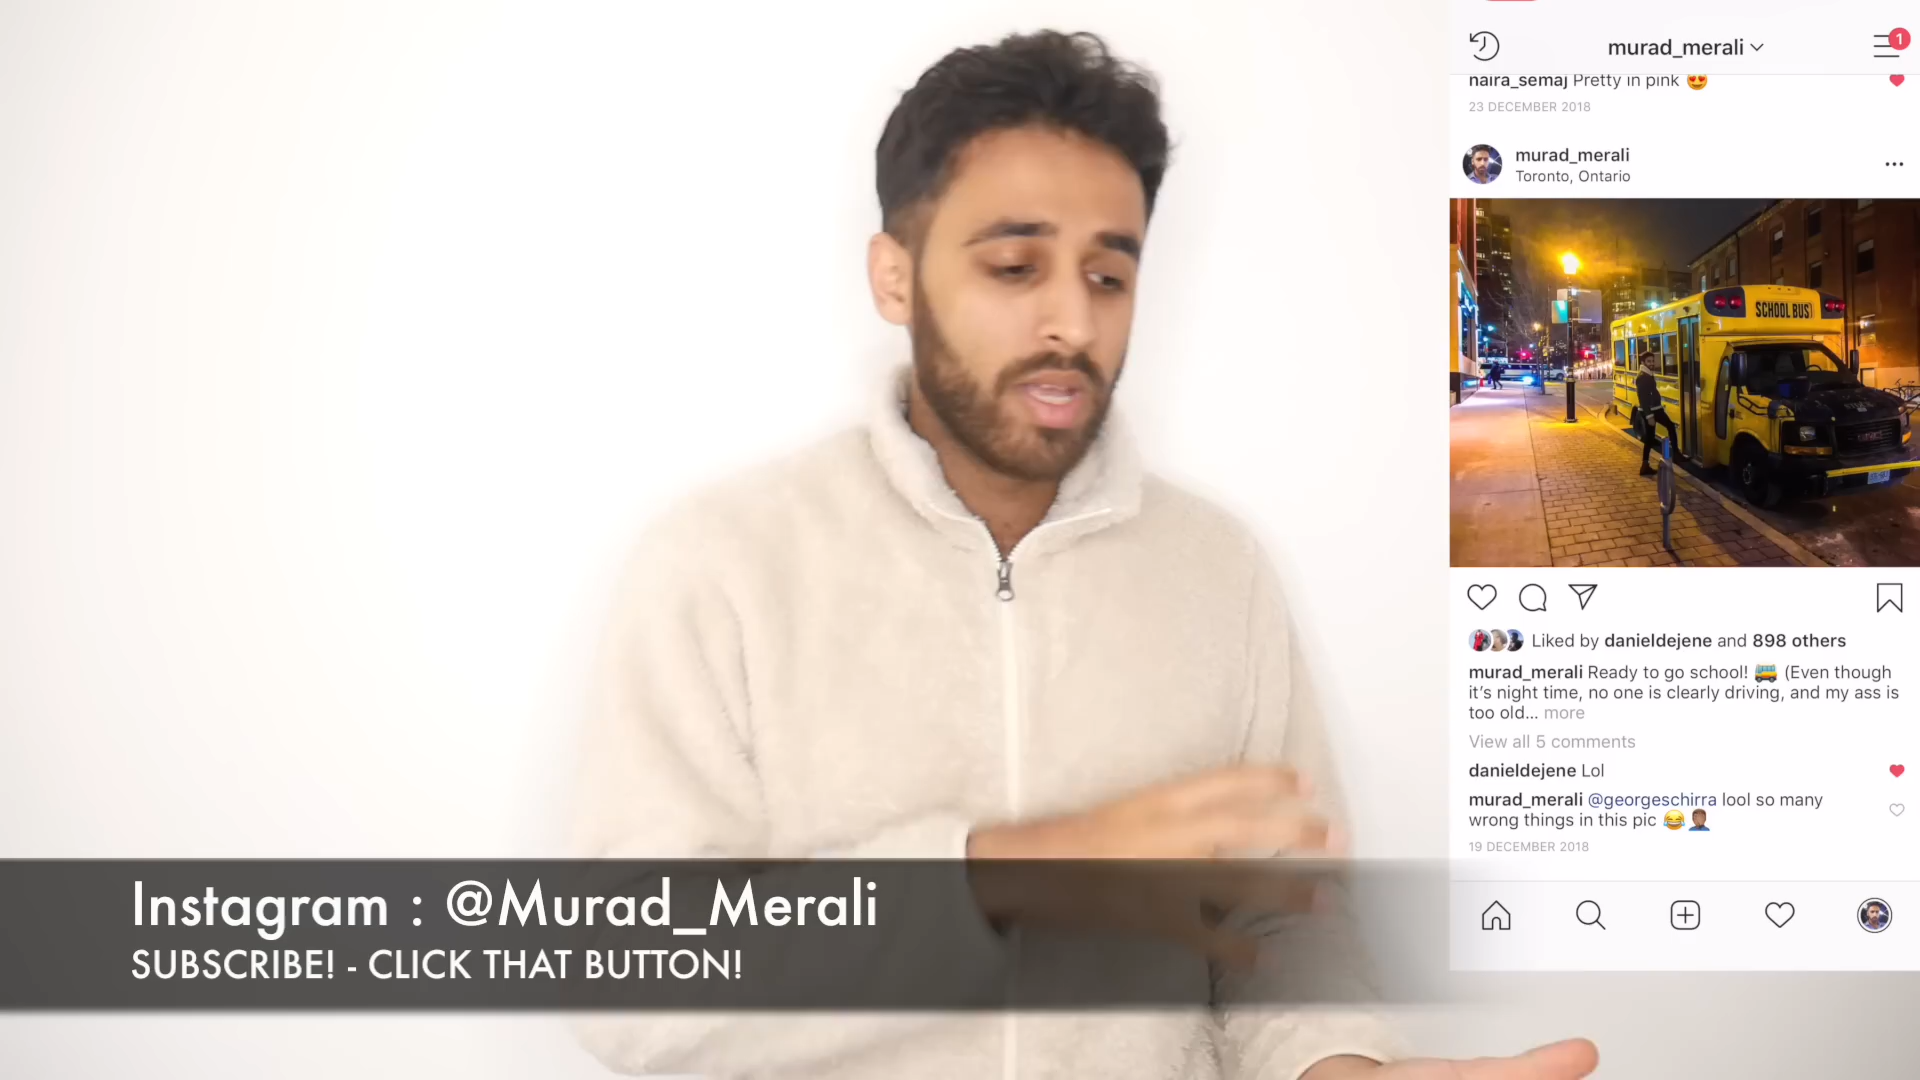 murad_merali
1
naira_semaj Pretty in pink 😍
23 DECEMBER 2018
murad_merali
Toronto, Ontario
SCHOOL BUS
Liked by danieldejene and 898 others
murad_merali Ready to go school! 🚌 (Even though
it’s night time, no one is clearly driving, and my ass is
too old... more
View all 5 comments
danieldejene Lol
murad_merali @georgeschirra lool so many
wrong things in this pic 😂🤦🏾‍♂️
19 DECEMBER 2018
Instagram : @Murad_Merali
SUBSCRIBE! - CLICK THAT BUTTON!